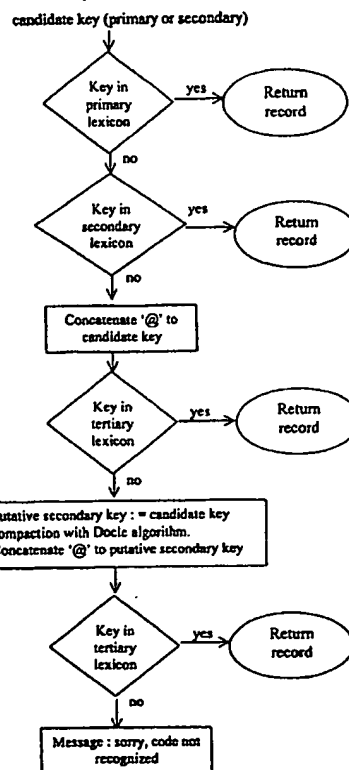 candidate key (primary or secondary)
Key in
primary
lexicon
yes
Return
record
no
Key in
secondary
lexicon
yes
Return
record
no
Concatenate '@' to
candidate key
Key in
tertiary
lexicon
yes
Return
record
no
utative secondary key : = candidate key
ompaction with Docle algorithm.
oncatenate '@' to putative secondary key
Key in
tertiary
lexicon
yes
Return
record
no
Message : sorry, code not
recognized